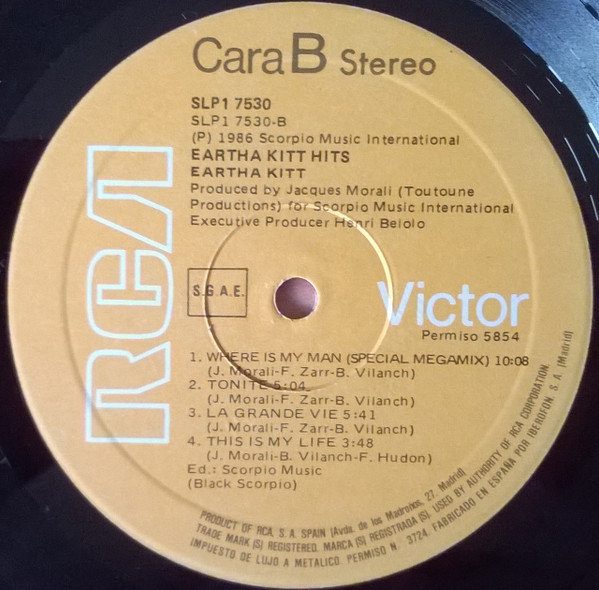 Cara B Stereo
SLP1 7530
SLP1 7530-B
(P) 1986 Scorpio Music International
EARTHA KITT HITS
EARTHA KITT
Produced by Jacques Morali (Toutoune
Productions) for Scorpio Music International
Executive Producer Henri Belolo
RCA
S.G.A.E.
Victor
Permiso 5854
1. WHERE IS MY MAN (SPECIAL MEGAMIX) 10:08
(J. Morali-F. Zarr-B. Vilanch)
2. TONITE 5:04
(J. Morali-F. Zarr-B. Vilanch)
3. LA GRANDE VIE 5:41
(J. Morali-F. Zarr-B. Vilanch)
4. THIS IS MY LIFE 3:48
(J. Morali-B. Vilanch-F. Hudon)
Ed.: Scorpio Music
(Black Scorpio)
PRODUCT OF RCA, S. A. SPAIN (Avda. de los Madroños, 27. Madrid)
TRADE MARK (S) REGISTERED. MARCA (S) REGISTRADA (S). USED BY AUTHORITY OF RCA CORPORATION.
IMPUESTO DE LUJO A METALICO. PERMISO N.° 3724. FABRICADO EN ESPAÑA POR IBEROFON, S. A. (Madrid)